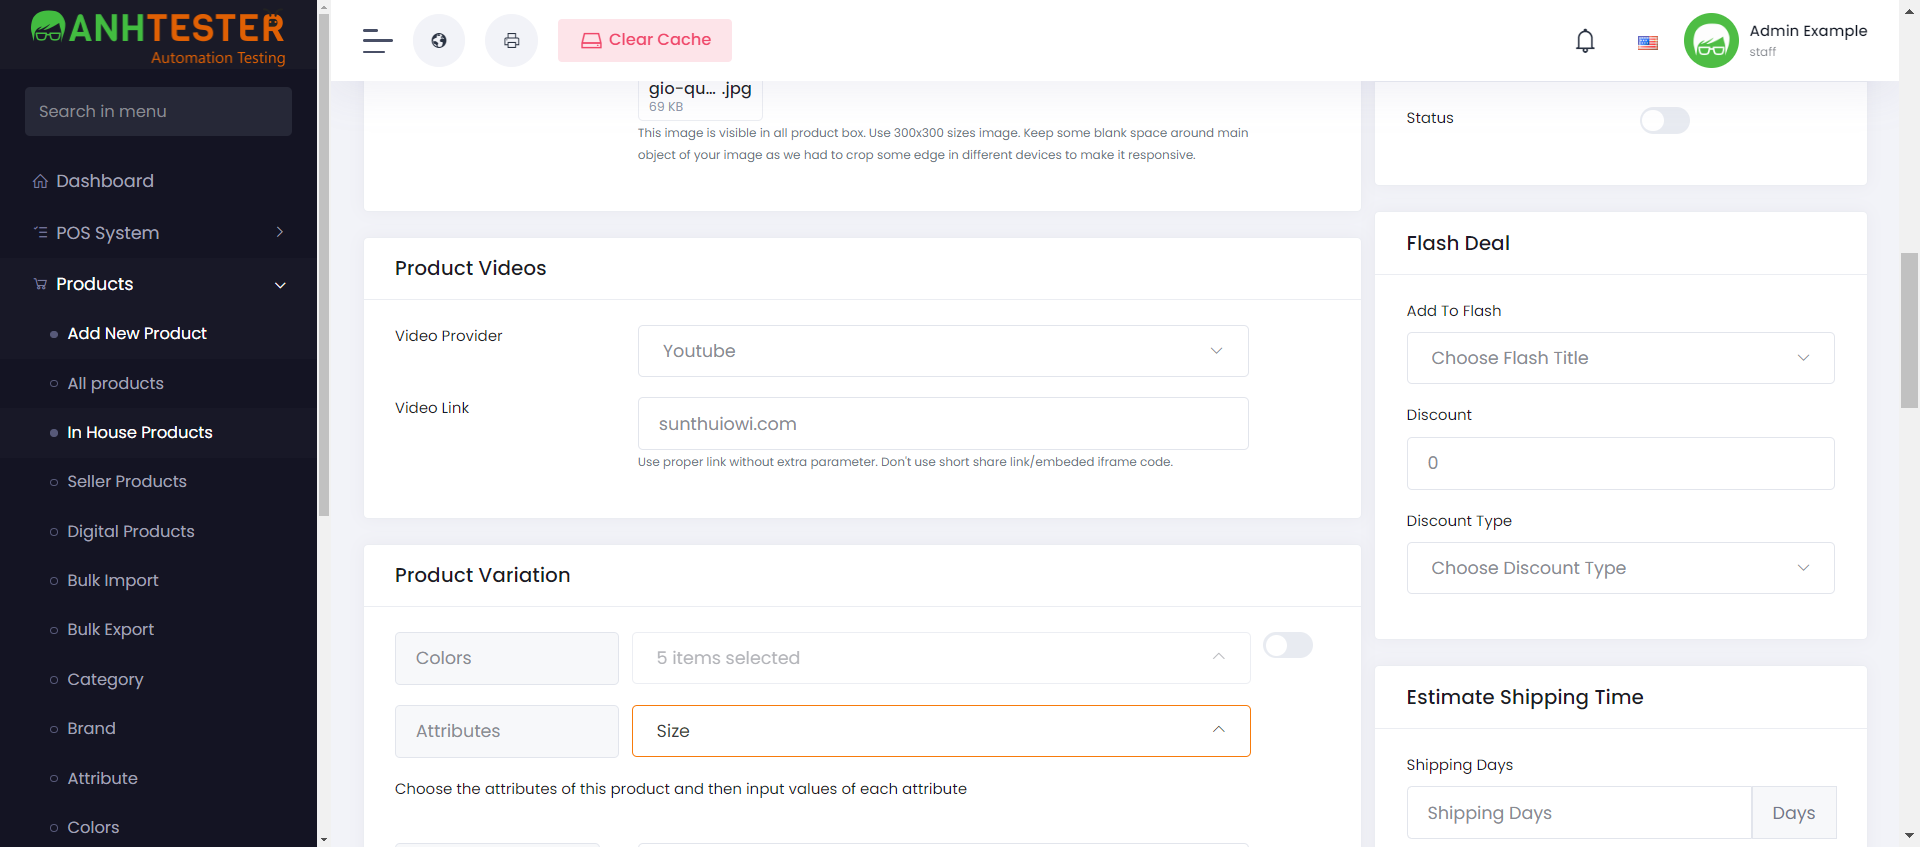 ANHTESTER
Automation Testing
Search in menu
Dashboard
POS System
Products
Add New Product
All products
In House Products
Seller Products
Digital Products
Bulk Import
Bulk Export
Category
Brand
Attribute
Colors
Clear Cache
Admin Example
staff
gio-qu... .jpg
69 KB
This image is visible in all product box. Use 300x300 sizes image. Keep some blank space around main
object of your image as we had to crop some edge in different devices to make it responsive.
Product Videos
Video Provider
Youtube
Video Link
sunthuiowi.com
Use proper link without extra parameter. Don't use short share link/embeded iframe code.
Product Variation
Colors
5 items selected
Attributes
Size
Choose the attributes of this product and then input values of each attribute
Status
Flash Deal
Add To Flash
Choose Flash Title
Discount
0
Discount Type
Choose Discount Type
Estimate Shipping Time
Shipping Days
Shipping Days
Days